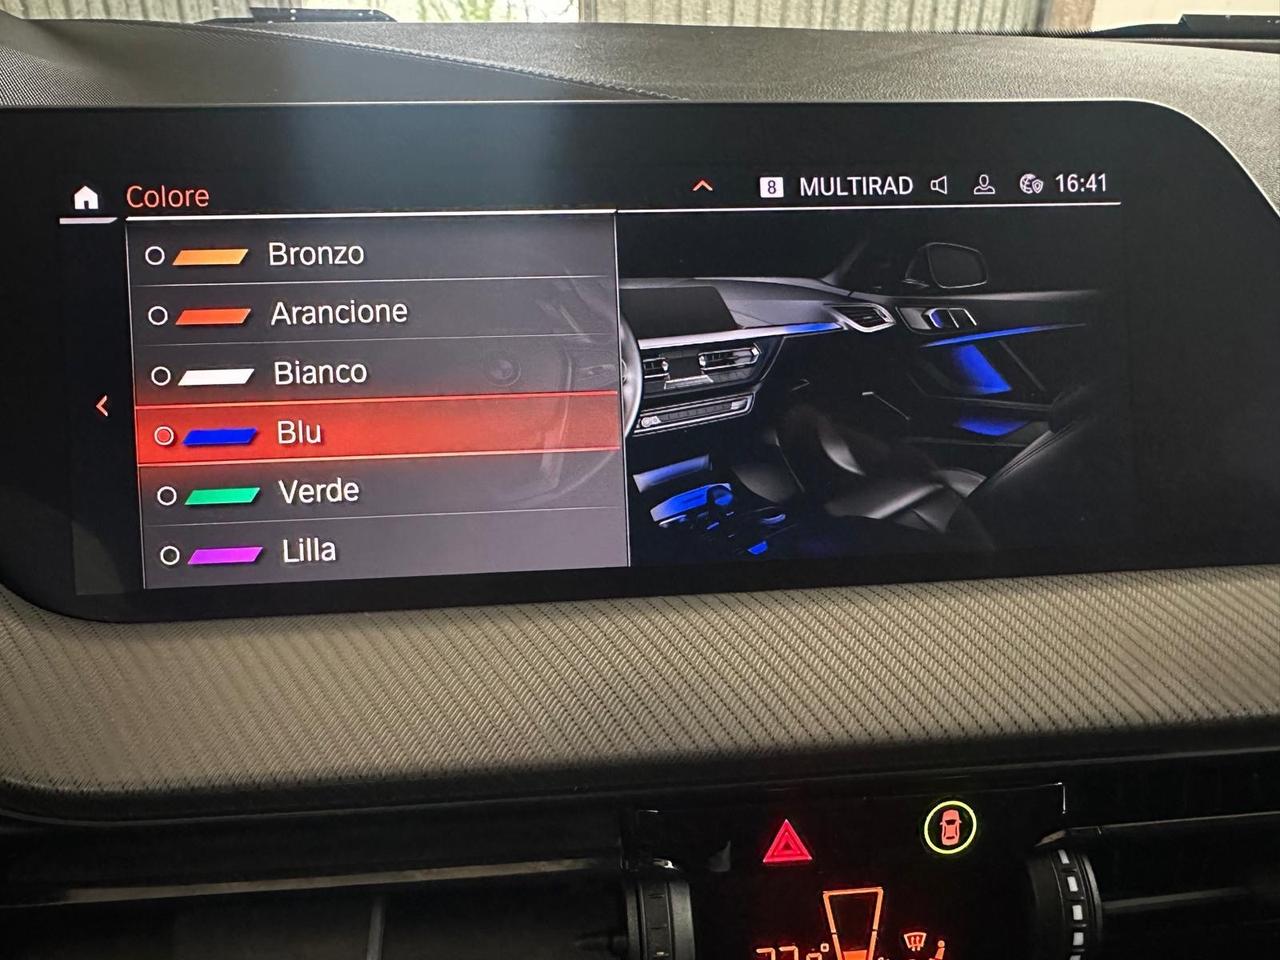 Colore
8 MULTIRAD 16:41
Bronzo
Arancione
Bianco
Blu
Verde
Lilla